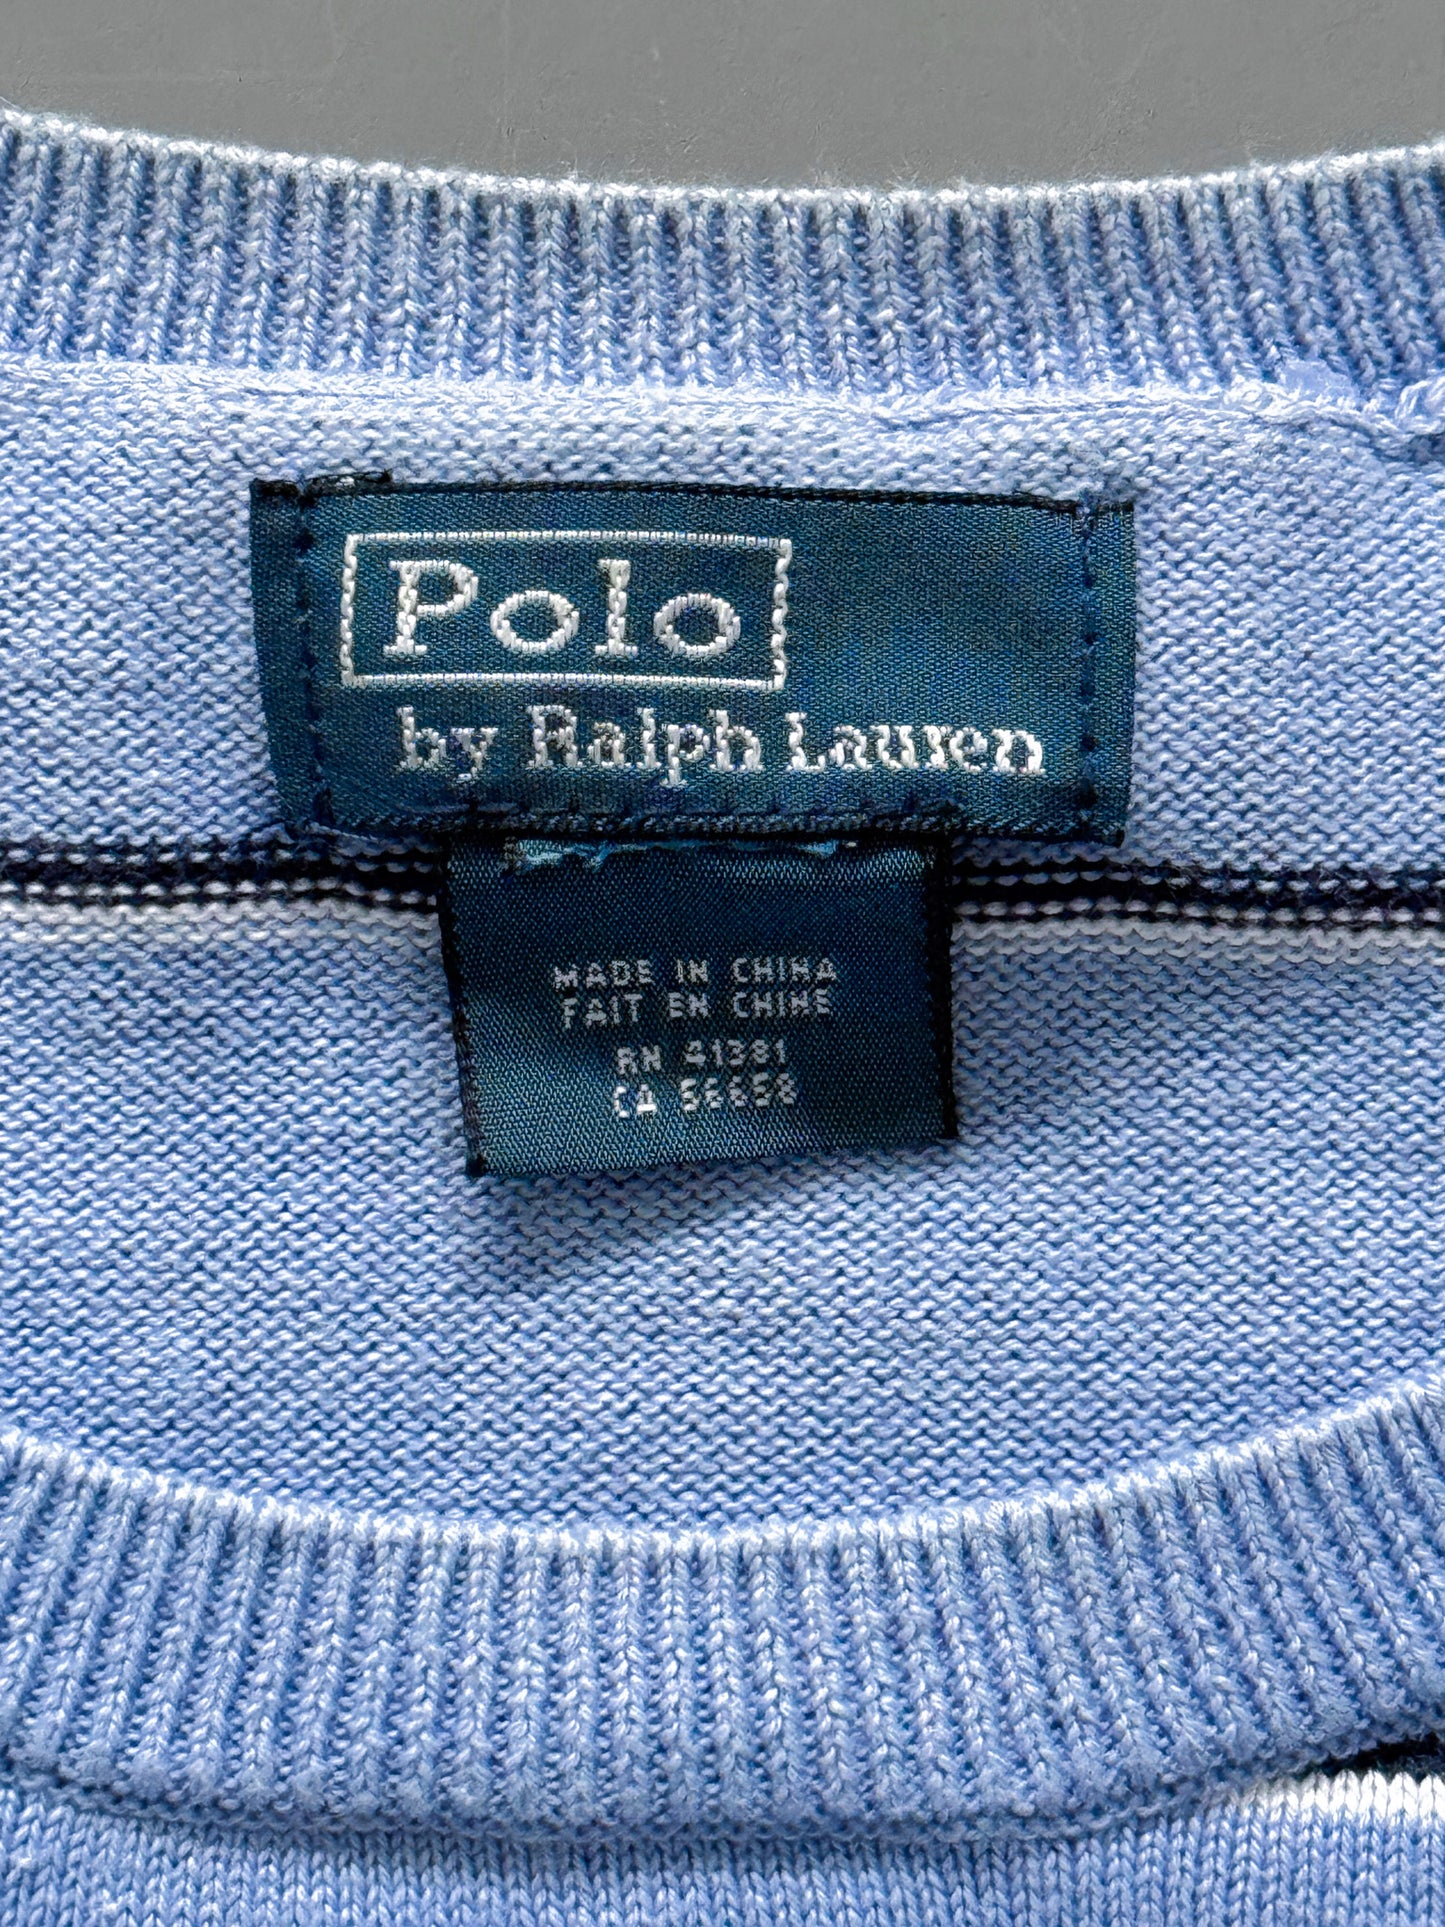 Polo
by Ralph Lauren
MADE IN CHINA
FAIT EN CHINE
RN 41381
CA 56658